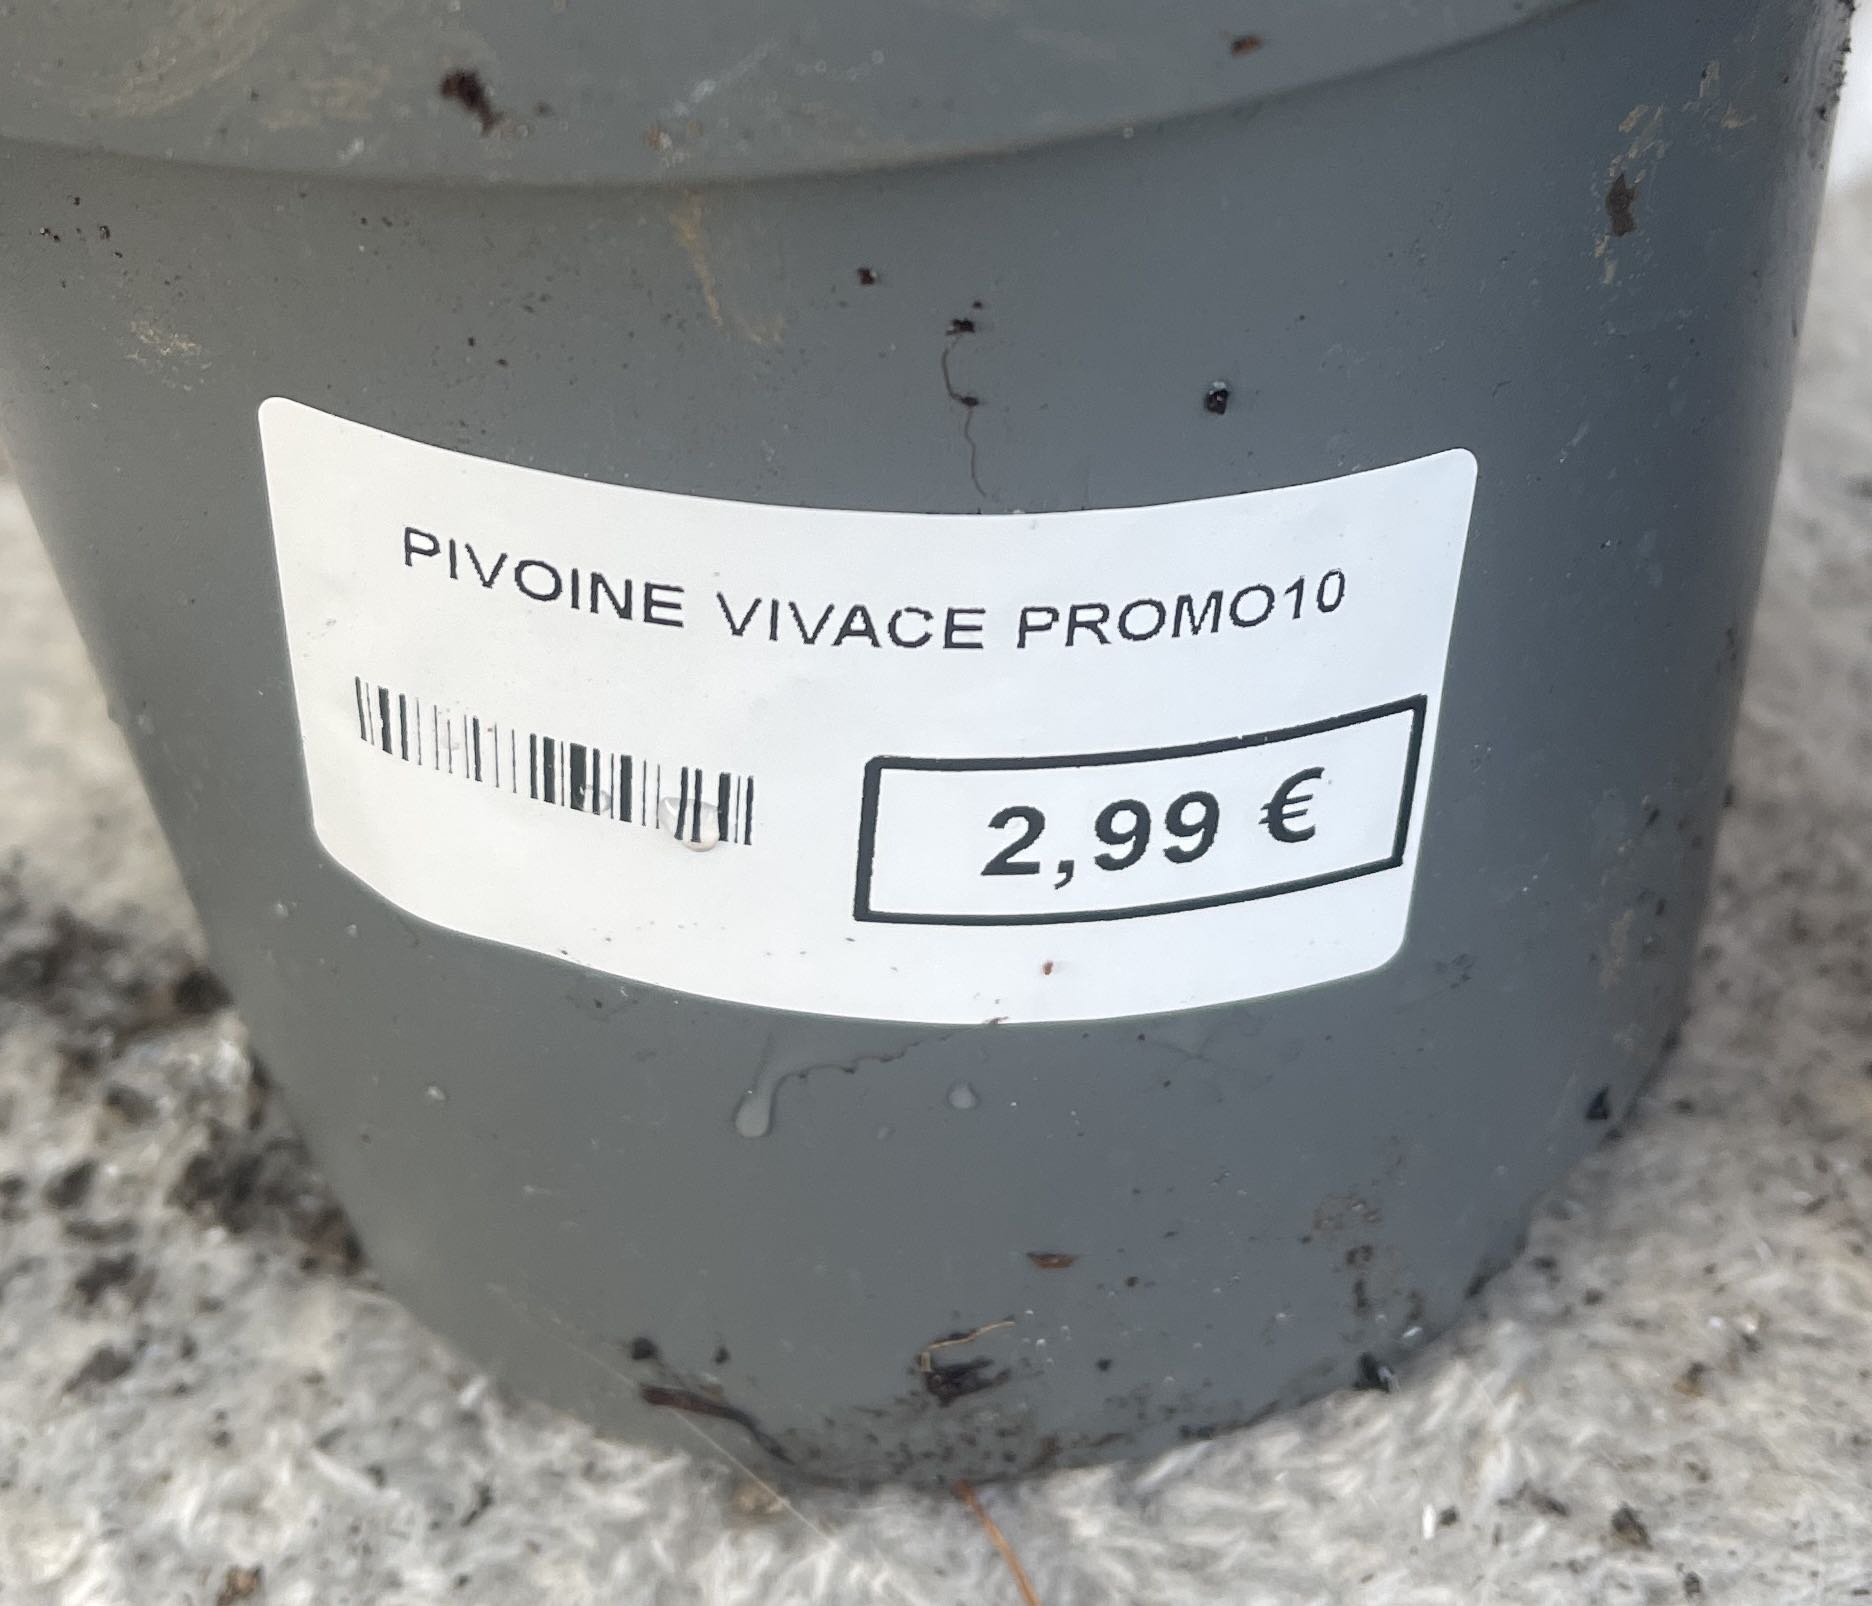 PIVOINE VIVACE PROMO10
2,99 €